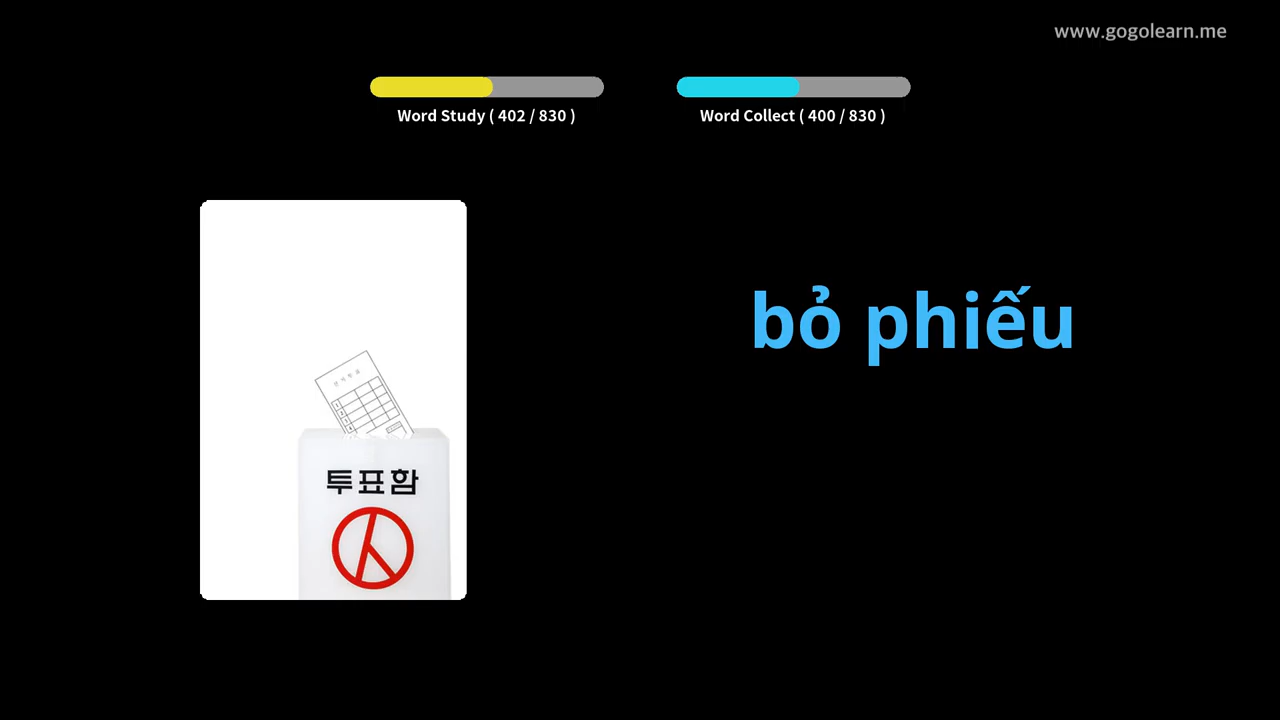 www.gogolearn.me
Word Study ( 402 / 830 )
Word Collect ( 400 / 830 )
bỏ phiếu
투표함